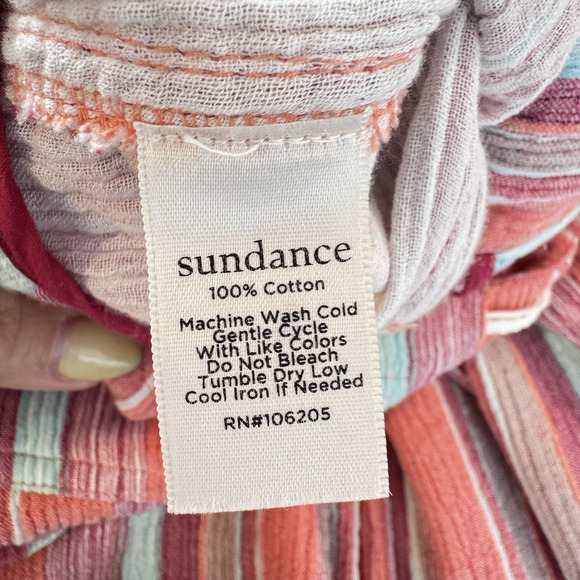 sundance
100% Cotton
Machine Wash Cold
Gentle Cycle
With Like Colors
Do Not Bleach
Tumble Dry Low
Cool Iron If Needed
RN#106205